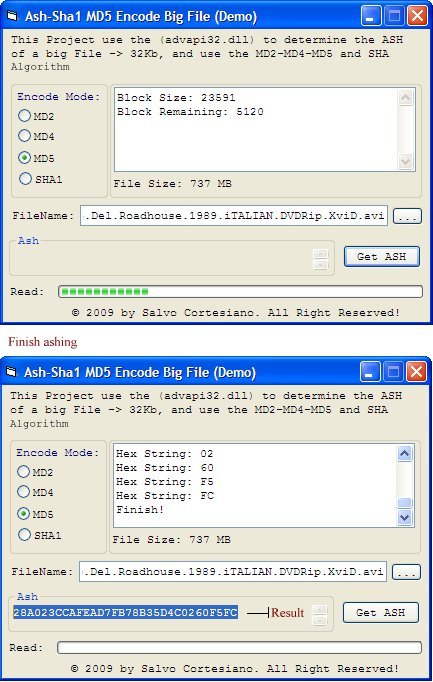 Ash-Sha1 MD5 Encode Big File (Demo)
This Project use the (advapi32.dll) to determine the ASH
of a big File -> 32Kb, and use the MD2-MD4-MD5 and SHA
Algorithm
Encode Mode:
MD2
MD4
MD5
SHA1
Block Size: 23591
Block Remaining: 5120
File Size: 737 MB
FileName: .Del.Roadhouse.1989.iTALIAN.DVDRip.XviD.avi ...
Ash
Get ASH
Read:
© 2009 by Salvo Cortesiano. All Right Reserved!
Finish ashing
Ash-Sha1 MD5 Encode Big File (Demo)
This Project use the (advapi32.dll) to determine the ASH
of a big File -> 32Kb, and use the MD2-MD4-MD5 and SHA
Algorithm
Encode Mode:
MD2
MD4
MD5
SHA1
Hex String: 02
Hex String: 60
Hex String: F5
Hex String: FC
Finish!
File Size: 737 MB
FileName: .Del.Roadhouse.1989.iTALIAN.DVDRip.XviD.avi ...
Ash
28A023CCAFEAD7FB78B35D4C0260F5FC Result
Get ASH
Read:
© 2009 by Salvo Cortesiano. All Right Reserved!